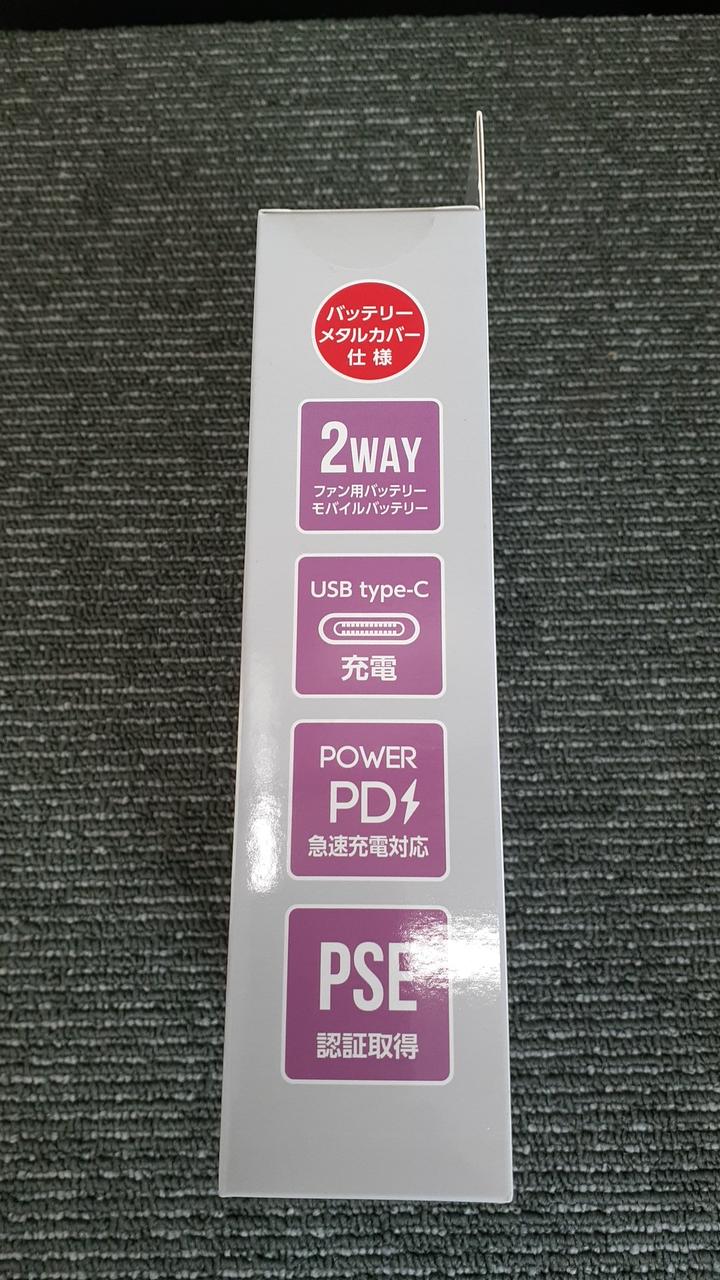 バッテリー
メタルカバー
仕様
2WAY
ファン用バッテリー
モバイルバッテリー
USB type-C
充電
POWER
PD
急速充電対応
PSE
認証取得